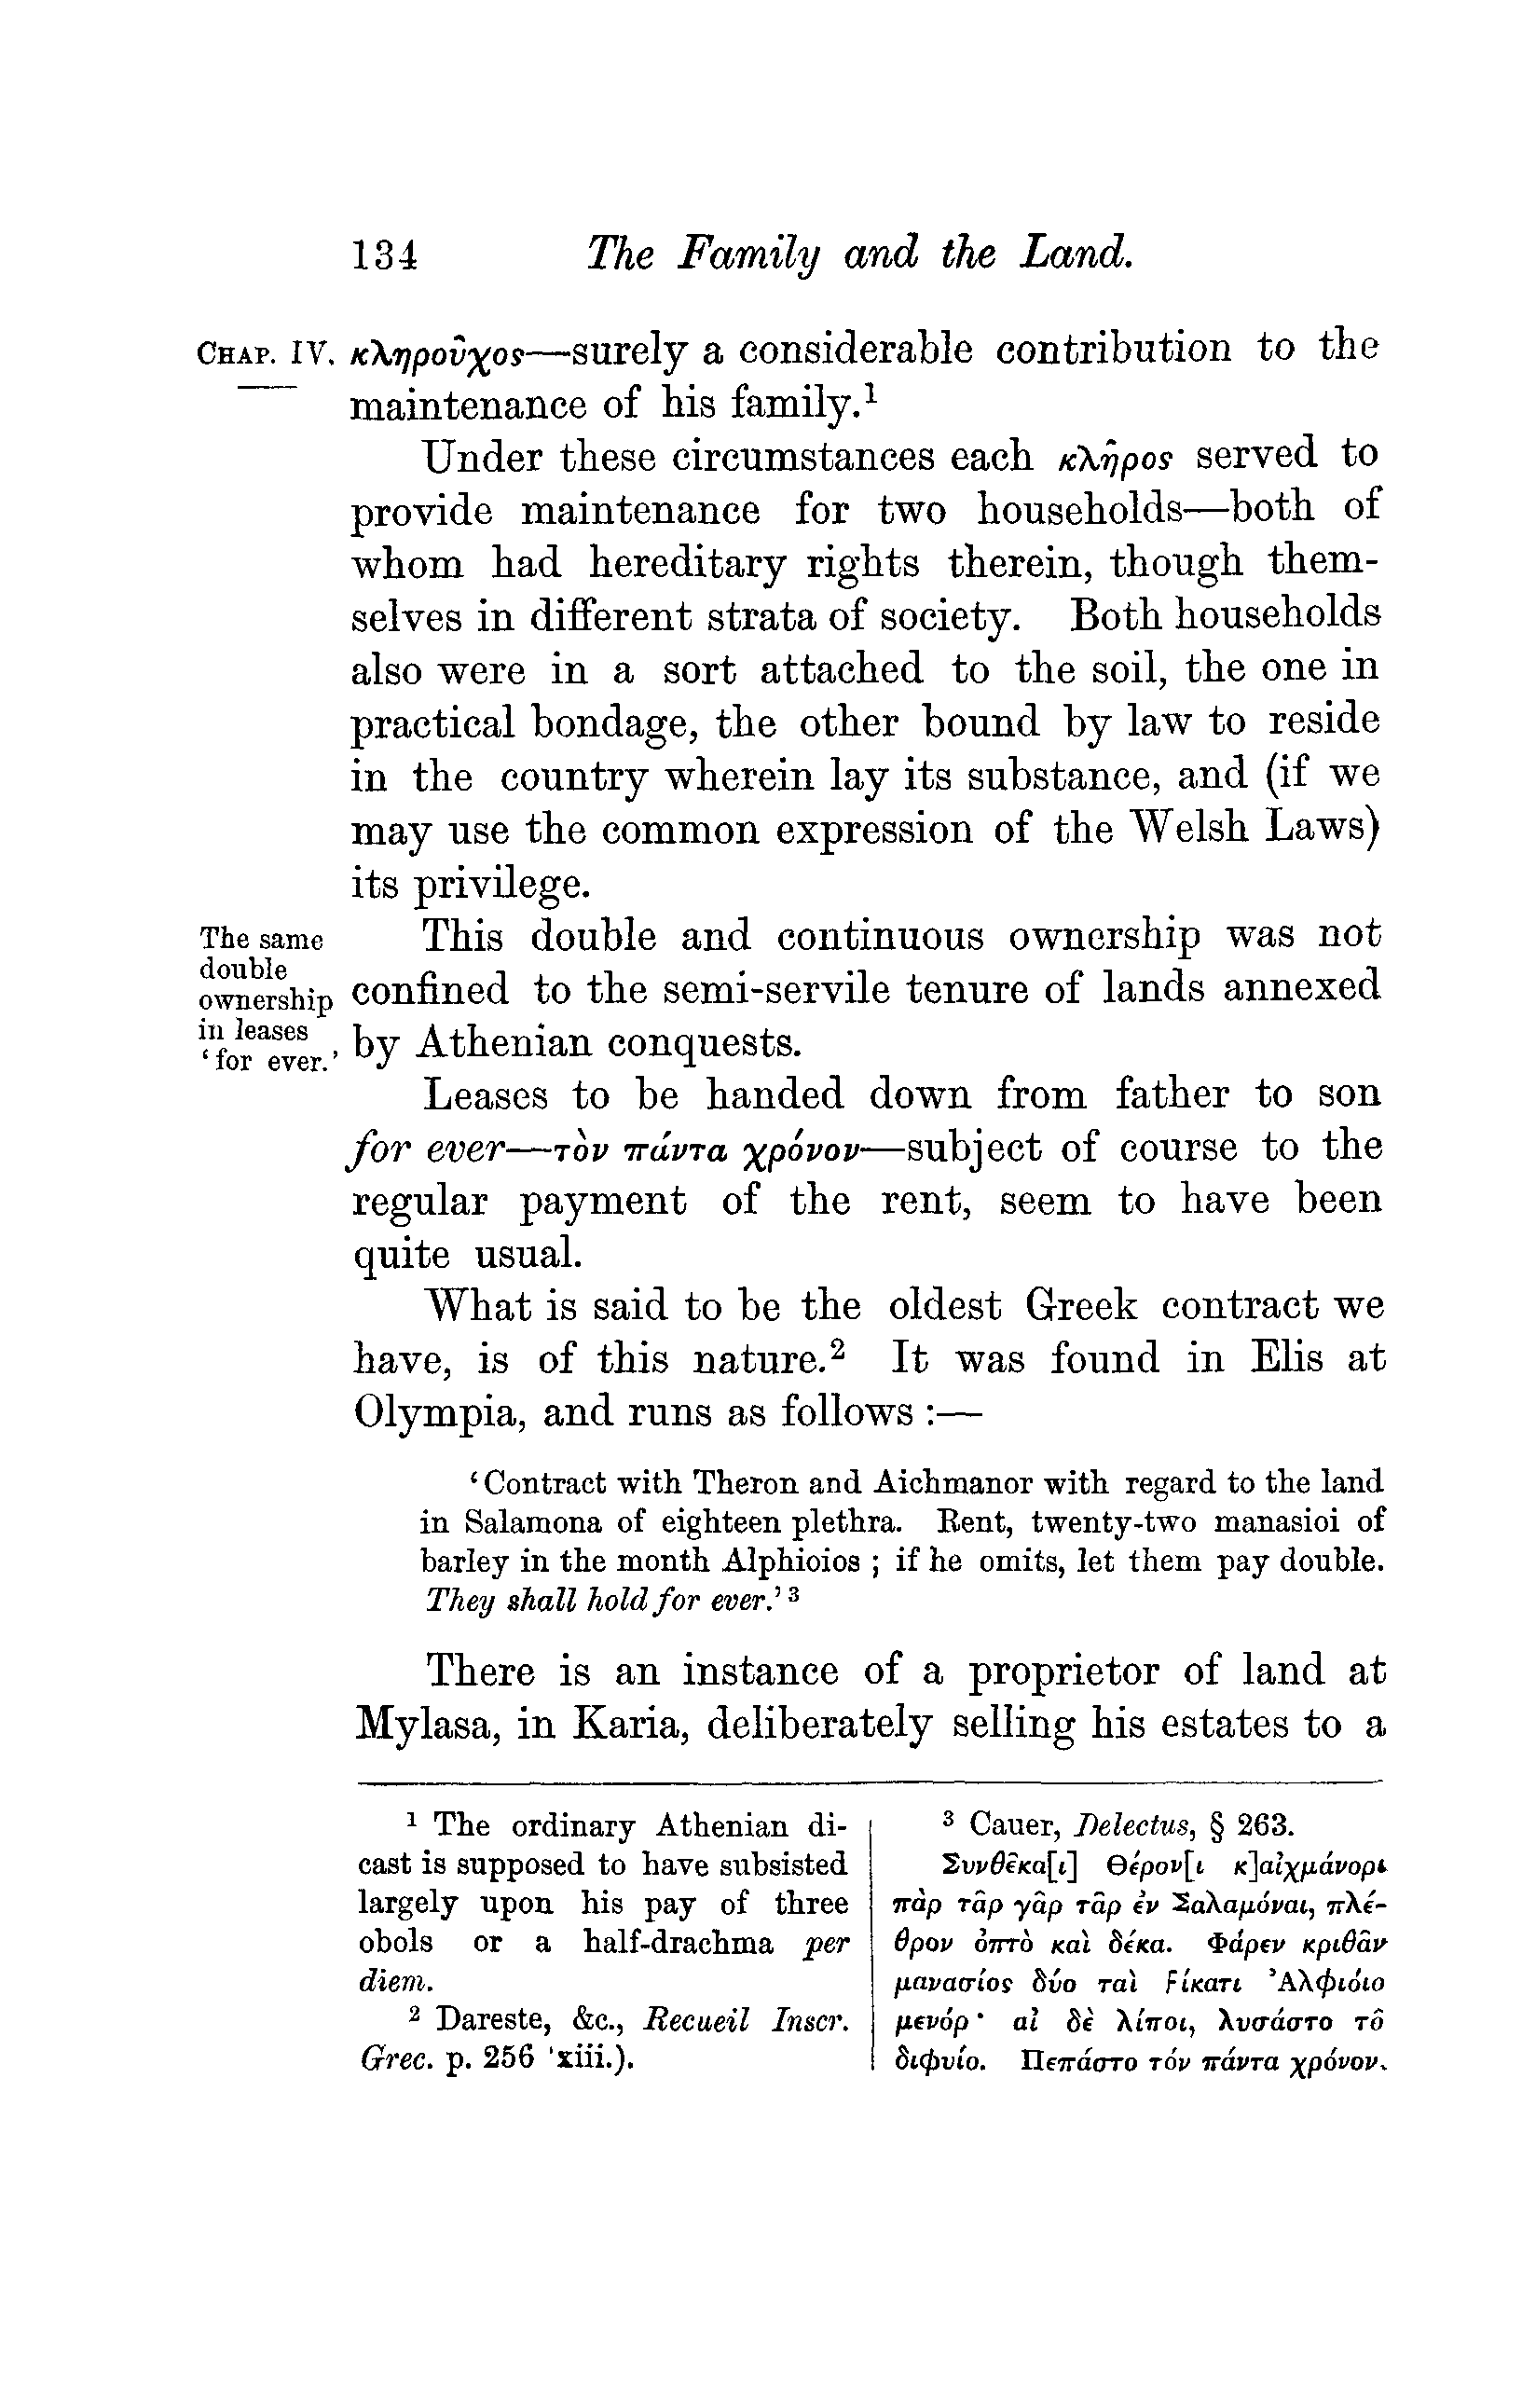 134 The Family and the Land.
CHAP. IV.
κληροῦχος—surely a considerable contribution to the
maintenance of his family.¹
Under these circumstances each κλῆρος served to
provide maintenance for two households—both of
whom had hereditary rights therein, though them-
selves in different strata of society. Both households
also were in a sort attached to the soil, the one in
practical bondage, the other bound by law to reside
in the country wherein lay its substance, and (if we
may use the common expression of the Welsh Laws)
its privilege.
The same
double
ownership
in leases
‘for ever.’
This double and continuous ownership was not
confined to the semi-servile tenure of lands annexed
by Athenian conquests.
Leases to be handed down from father to son
for ever—τὸν πάντα χρόνον—subject of course to the
regular payment of the rent, seem to have been
quite usual.
What is said to be the oldest Greek contract we
have, is of this nature.² It was found in Elis at
Olympia, and runs as follows :—
‘Contract with Theron and Aichmanor with regard to the land
in Salamona of eighteen plethra. Rent, twenty-two manasioi of
barley in the month Alphioios ; if he omits, let them pay double.
They shall hold for ever.’ ³
There is an instance of a proprietor of land at
Mylasa, in Karia, deliberately selling his estates to a
¹ The ordinary Athenian di-
cast is supposed to have subsisted
largely upon his pay of three
obols or a half-drachma per
diem.
² Dareste, &c., Recueil Inscr.
Grec. p. 256 'xiii.).
³ Cauer, Delectus, § 263.
Συνθε̂κα[ι] Θέρον[ι κ]αἰχμάνορι
πὰρ τᾶρ γᾶρ τᾶρ ἐν Σαλαμόναι, πλέ-
θρον ὀπτὸ καὶ δέκα. Φάρεν κριθᾶν
μανασίος δύο ταὶ ϝίκατι Ἀλφιόιο
μενόρ· αἰ δὲ λίποι, λυσάστο τô
διφυίο. Πεπάστο τόν πάντα χρόνον.